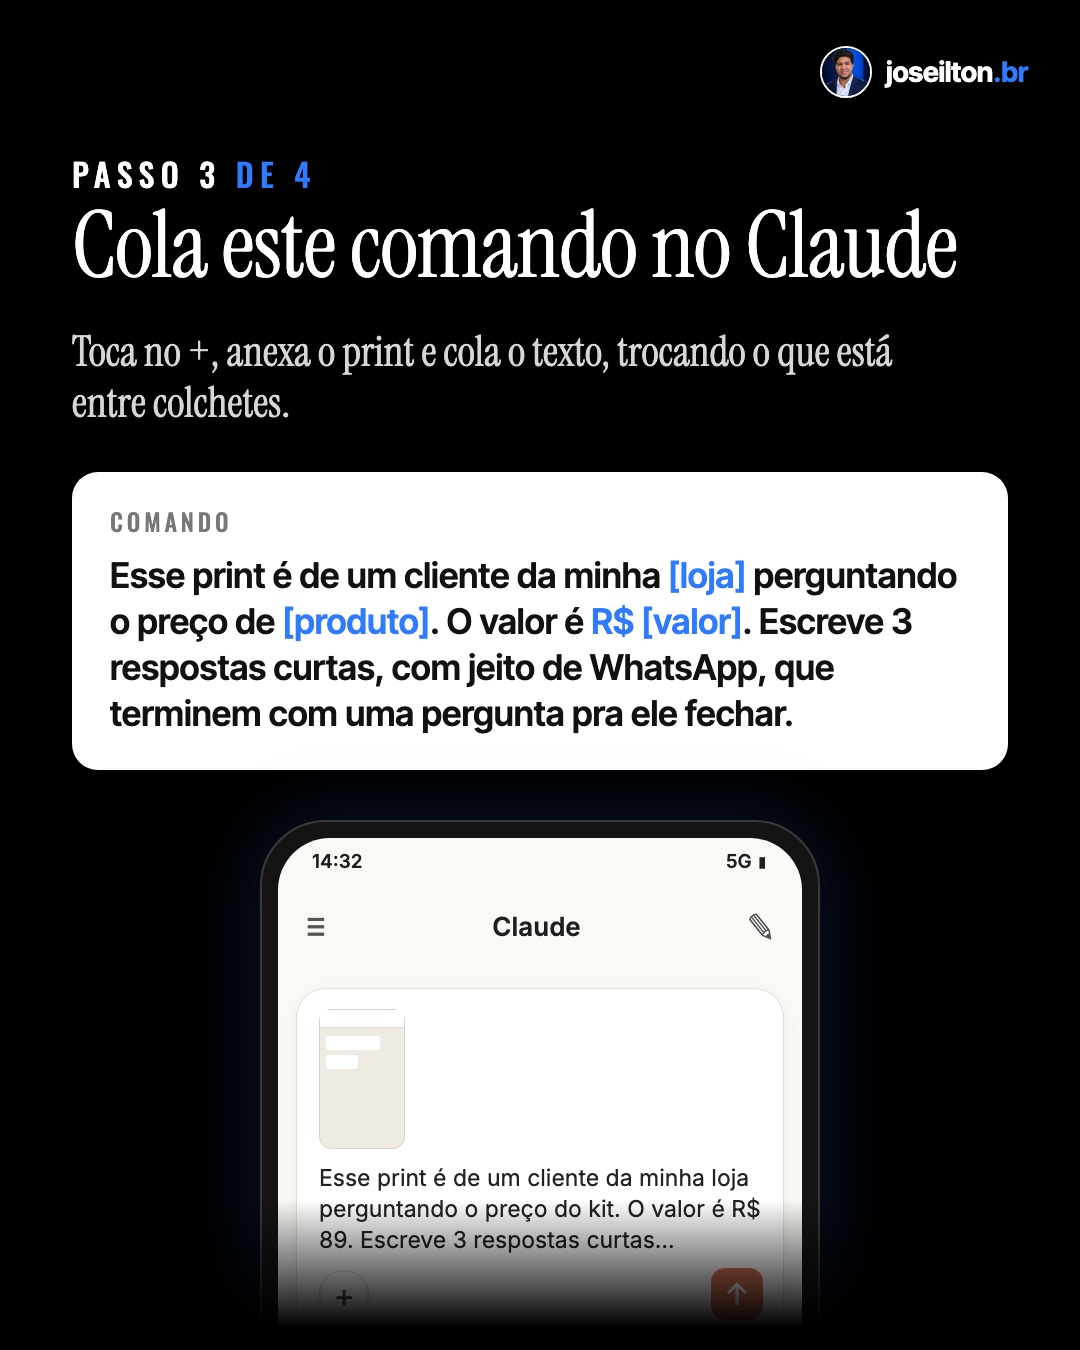 joseilton.br
PASSO 3 DE 4
Cola este comando no Claude
Toca no +, anexa o print e cola o texto, trocando o que está
entre colchetes.
COMANDO
Esse print é de um cliente da minha [loja] perguntando
o preço de [produto]. O valor é R$ [valor]. Escreve 3
respostas curtas, com jeito de WhatsApp, que
terminem com uma pergunta pra ele fechar.
14:32 5G
Claude
Esse print é de um cliente da minha loja
perguntando o preço do kit. O valor é R$
89. Escreve 3 respostas curtas...
+